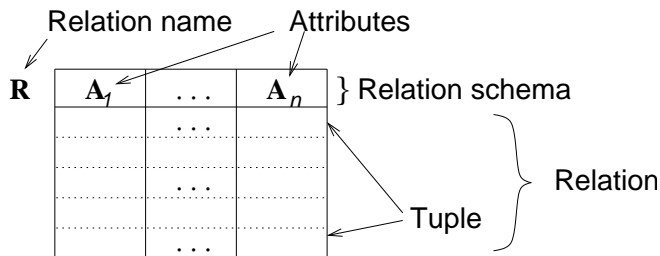 Relation name Attributes
R A1 ... An } Relation schema
...
...
Relation
Tuple
...